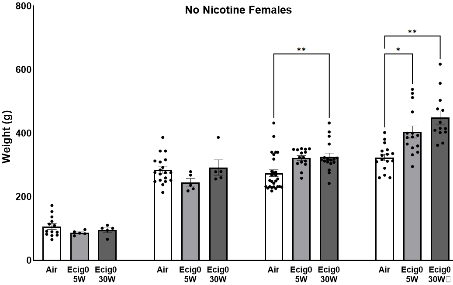 No Nicotine Females
800
**
**
*
600
Weight (g)
400
200
0
Air Ecig0 Ecig0 Air Ecig0 Ecig0 Air Ecig0 Ecig0 Air Ecig0 Ecig0
5W 30W 5W 30W 5W 30W 5W 30W□